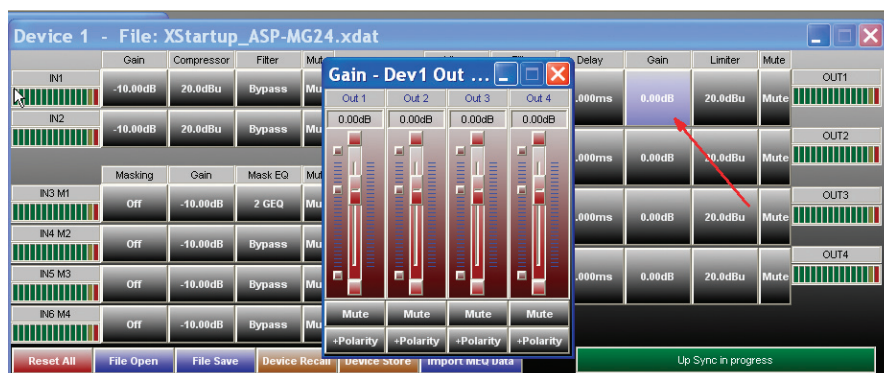 Device 1 - File: XStartup_ASP-MG24.xdat
Gain Compressor Filter Mut Delay Gain Limiter Mute
IN1 -10.00dB 20.0dBu Bypass Mu .000ms 0.00dB 20.0dBu Mute OUT1
IN2 -10.00dB 20.0dBu Bypass Mu .000ms 0.00dB 20.0dBu Mute OUT2
Masking Gain Mask EQ Mut
IN3 M1 Off -10.00dB 2 GEQ Mu .000ms 0.00dB 20.0dBu Mute OUT3
IN4 M2 Off -10.00dB Bypass Mu
IN5 M3 Off -10.00dB Bypass Mu .000ms 0.00dB 20.0dBu Mute OUT4
IN6 M4 Off -10.00dB Bypass Mu
Gain - Dev1 Out ...
Out 1 Out 2 Out 3 Out 4
0.00dB 0.00dB 0.00dB 0.00dB
Mute Mute Mute Mute
+Polarity +Polarity +Polarity +Polarity
Reset All File Open File Save Device Recall Device Store Import MEQ Data Up Sync in progress